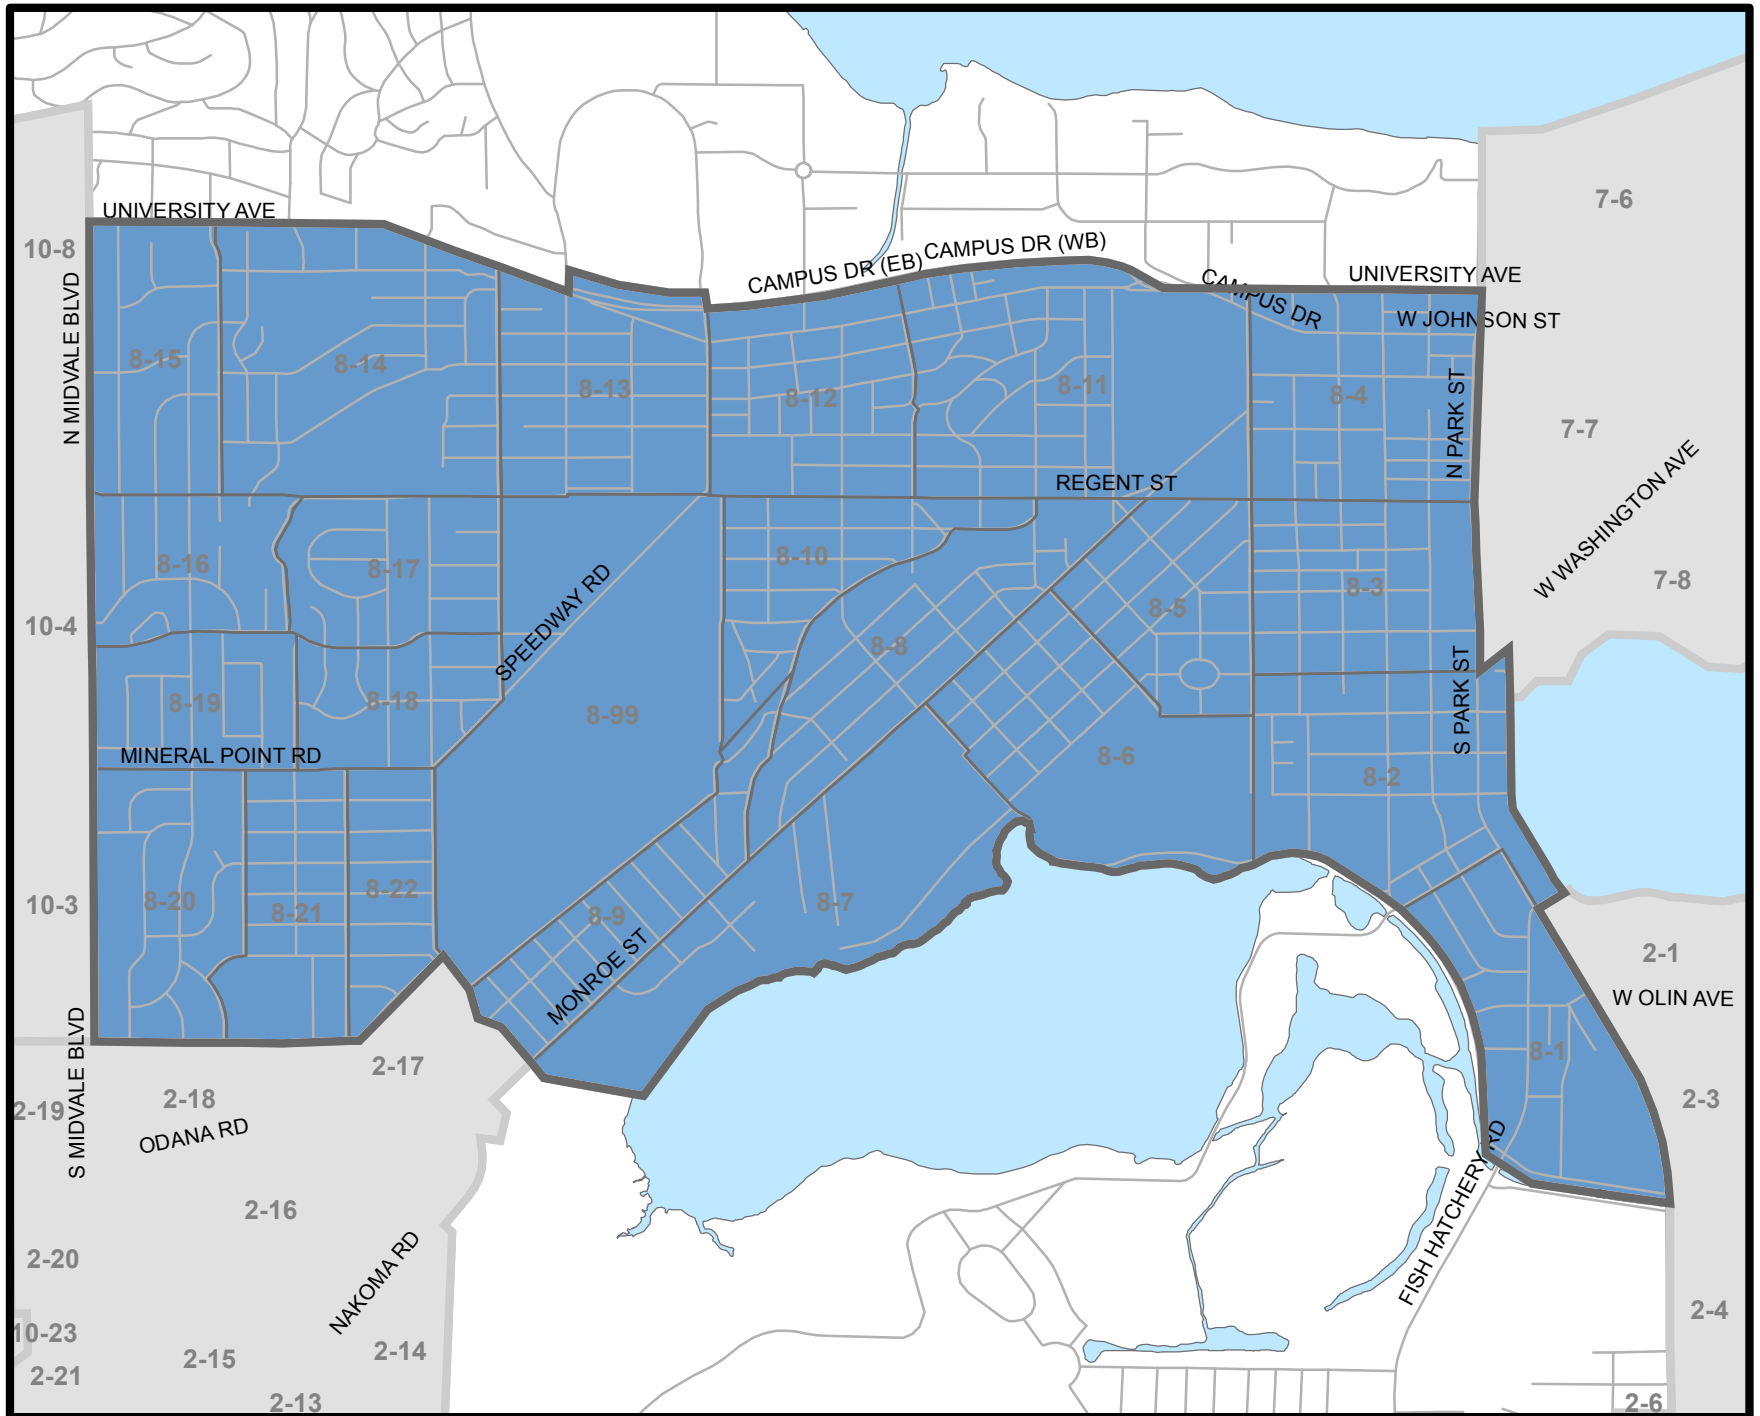 7-6
UNIVERSITY AVE
10-8
CAMPUS DR (EB)
CAMPUS DR (WB)
CAMPUS DR
UNIVERSITY AVE
W JOHNSON ST
N MIDVALE BLVD
8-15
8-14
8-13
8-12
8-11
8-4
N PARK ST
7-7
REGENT ST
W WASHINGTON AVE
8-16
8-17
8-10
8-3
7-8
8-5
10-4
SPEEDWAY RD
8-8
8-19
8-18
8-99
S PARK ST
MINERAL POINT RD
8-6
8-2
8-20
8-21
8-22
8-9
8-7
10-3
MONROE ST
2-1
W OLIN AVE
S MIDVALE BLVD
2-17
8-1
2-18
2-19
ODANA RD
2-3
FISH HATCHERY RD
2-16
2-20
NAKOMA RD
2-4
10-23
2-15
2-14
2-21
2-13
2-6